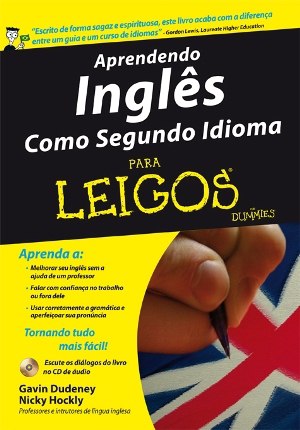 "Escrito de forma sagaz e espirituosa, este livro acaba com a diferença
entre um guia e um curso de idiomas" – Gordon Lewis, Laureate Higher Education
Aprendendo
Inglês
Como Segundo Idioma
PARA
LEIGOS®
FOR DUMMIES
Aprenda a:
• Melhorar seu inglês sem a
ajuda de um professor
• Falar com confiança no trabalho
ou fora dele
• Usar corretamente a gramática e
aperfeiçoar sua pronúncia
Tornando tudo
mais fácil!
Escute os diálogos do livro
no CD de áudio
Gavin Dudeney
Nicky Hockly
Professores e instrutores de língua inglesa